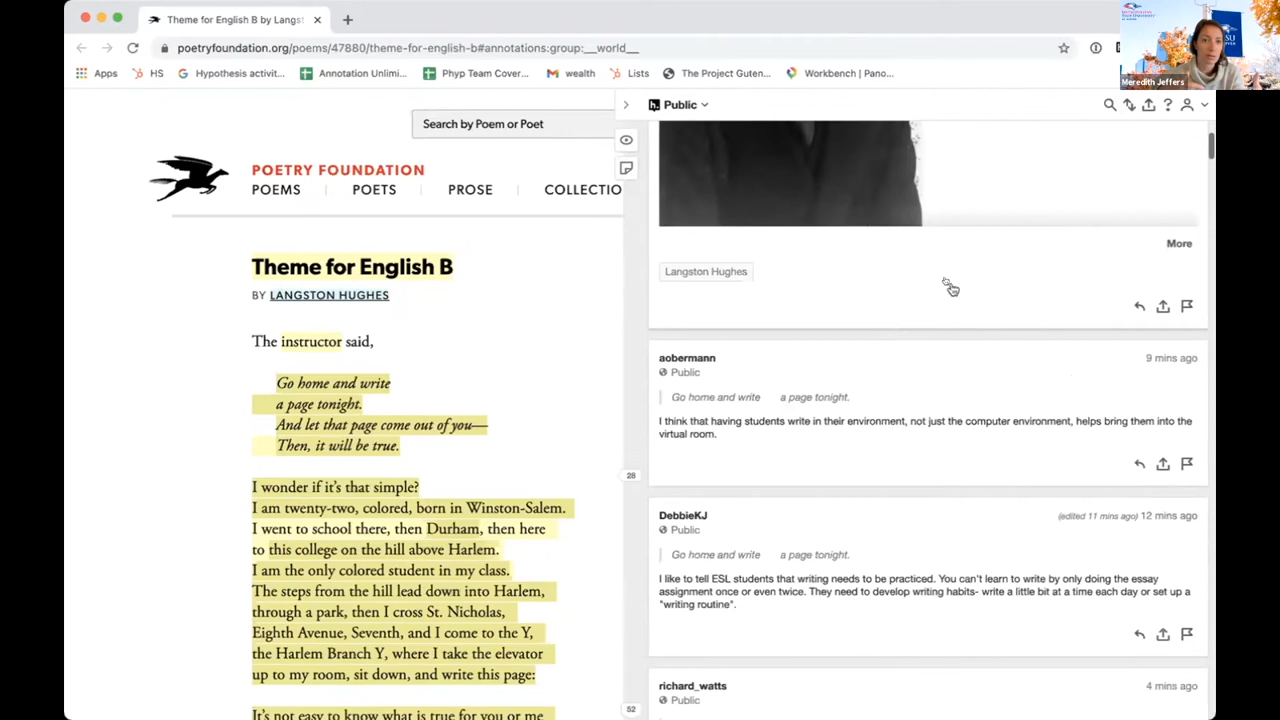 Theme for English B by Langst
poetryfoundation.org/poems/47880/theme-for-english-b#annotations:group:__world__
Apps
HS
Hypothesis activit...
Annotation Unlimi...
Phyp Team Cover...
wealth
Lists
The Project Guten...
Workbench | Pano...
Meredith Jeffers
Search by Poem or Poet
POETRY FOUNDATION
POEMS
POETS
PROSE
COLLECTIO
Theme for English B
BY LANGSTON HUGHES
The instructor said,
Go home and write
a page tonight.
And let that page come out of you—
Then, it will be true.
I wonder if it's that simple?
I am twenty-two, colored, born in Winston-Salem.
I went to school there, then Durham, then here
to this college on the hill above Harlem.
I am the only colored student in my class.
The steps from the hill lead down into Harlem,
through a park, then I cross St. Nicholas,
Eighth Avenue, Seventh, and I come to the Y,
the Harlem Branch Y, where I take the elevator
up to my room, sit down, and write this page:
It's not easy to know what is true for you or me
Public
More
Langston Hughes
aobermann
9 mins ago
Public
Go home and write a page tonight.
I think that having students write in their environment, not just the computer environment, helps bring them into the
virtual room.
28
DebbieKJ
(edited 11 mins ago) 12 mins ago
Public
Go home and write a page tonight.
I like to tell ESL students that writing needs to be practiced. You can't learn to write by only doing the essay
assignment once or even twice. They need to develop writing habits- write a little bit at a time each day or set up a
"writing routine".
richard_watts
4 mins ago
Public
52